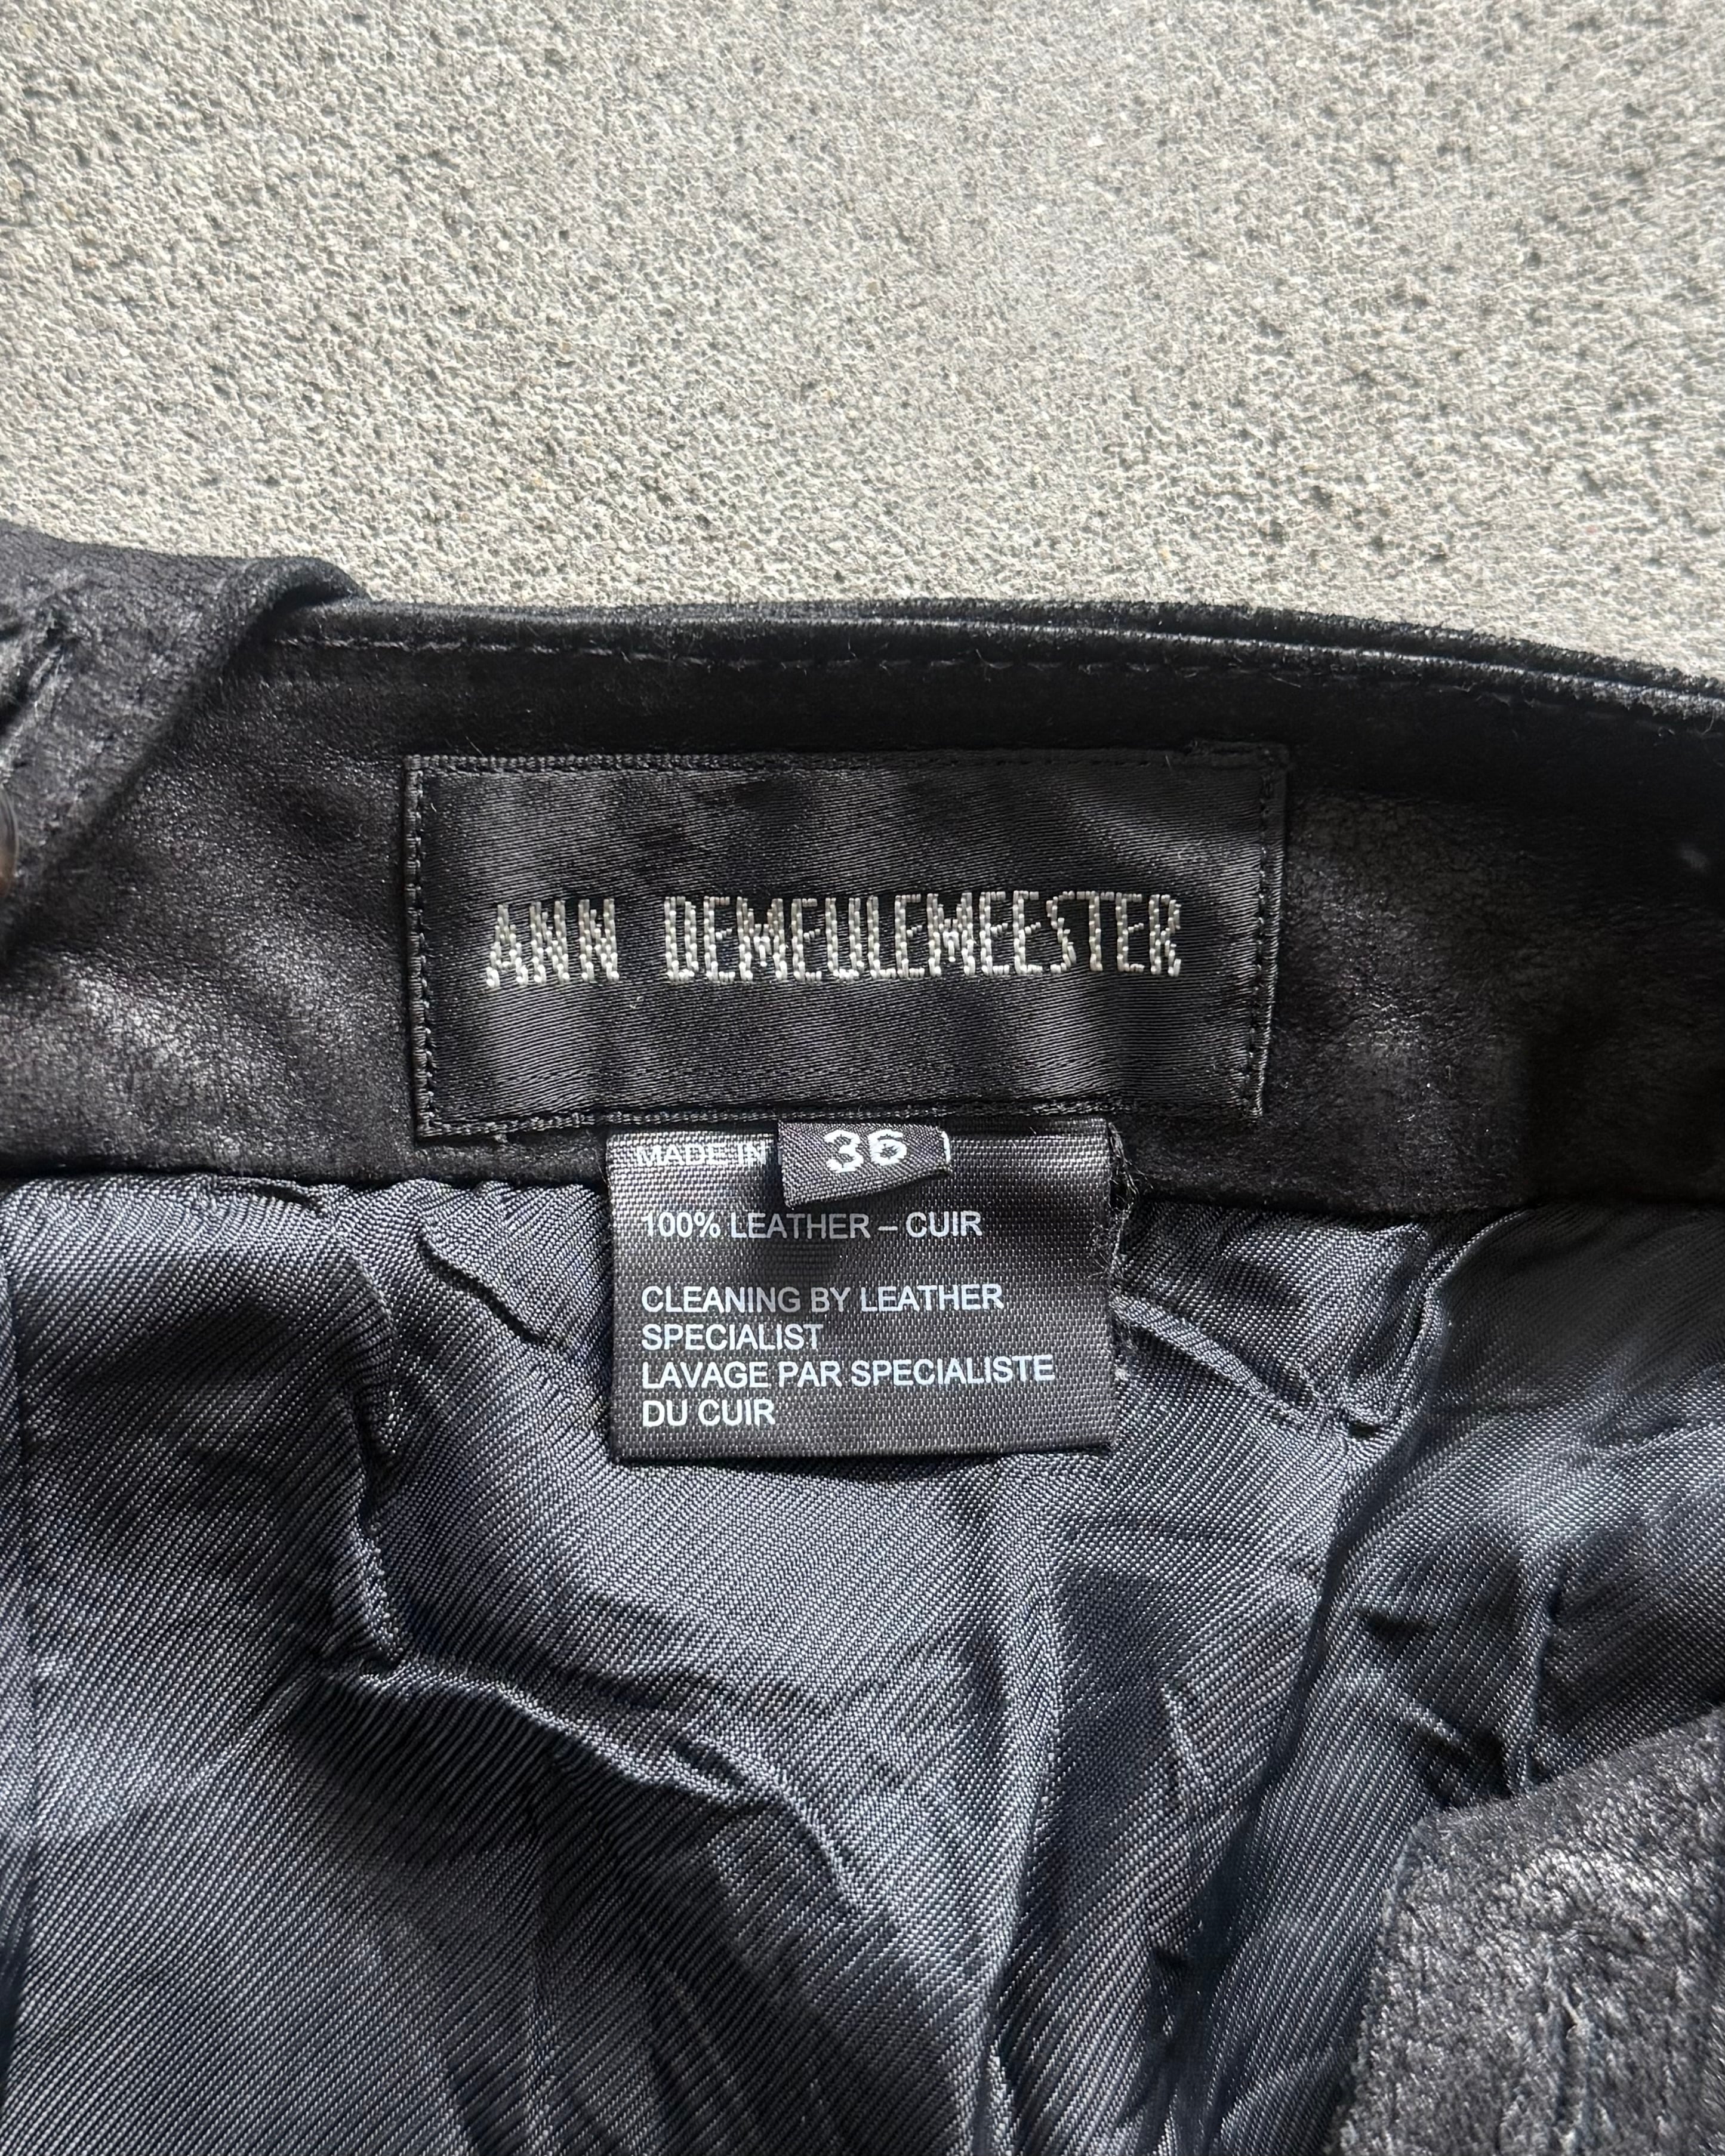 ANN DEMEULEMEESTER
MADE IN
36
100% LEATHER – CUIR
CLEANING BY LEATHER
SPECIALIST
LAVAGE PAR SPECIALISTE
DU CUIR